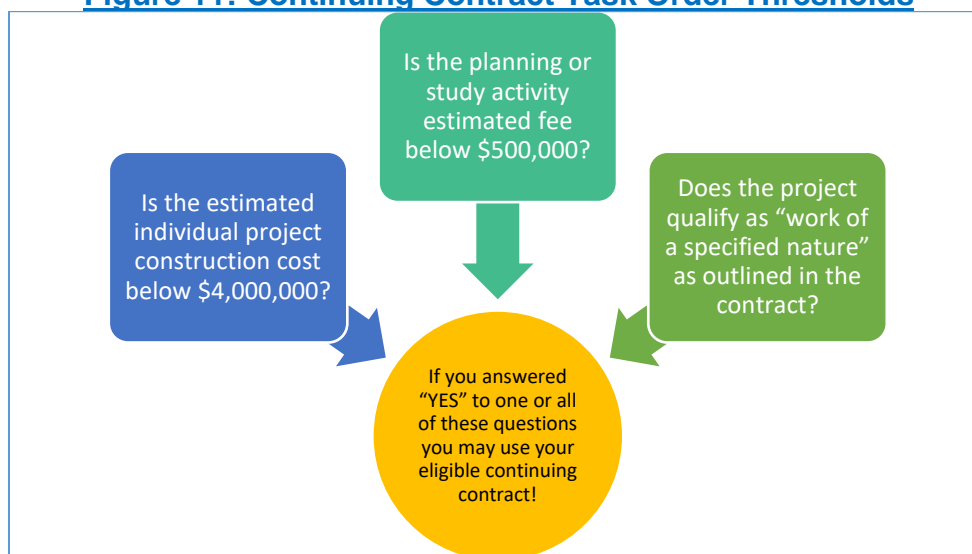 Figure 11: Continuing Contract Task Order Thresholds
Is the planning or
study activity
estimated fee
below $500,000?
Is the estimated
individual project
construction cost
below $4,000,000?
Does the project
qualify as “work of
a specified nature”
as outlined in the
contract?
If you answered
“YES” to one or all
of these questions
you may use your
eligible continuing
contract!